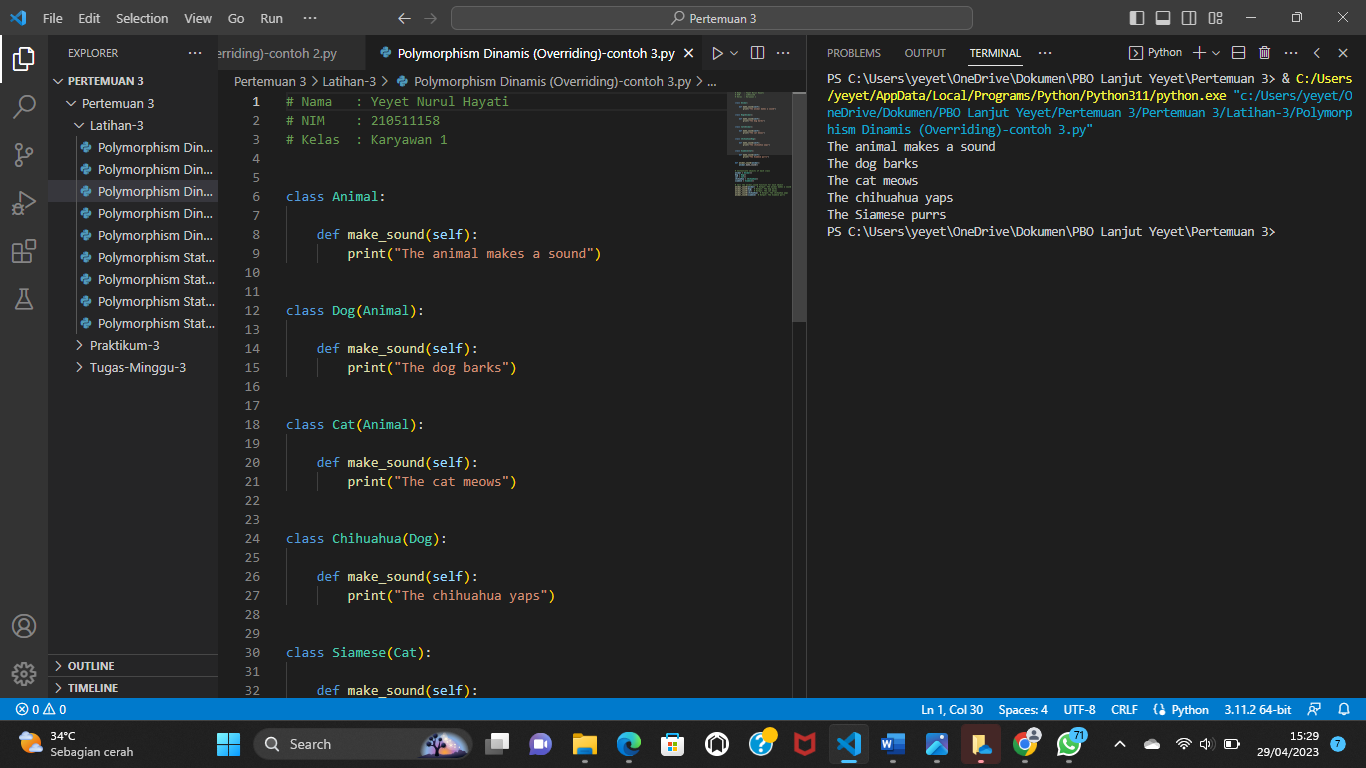 File Edit Selection View Go Run ···
Pertemuan 3
EXPLORER ···
PERTEMUAN 3
Pertemuan 3
Latihan-3
Polymorphism Din...
Polymorphism Din...
Polymorphism Din...
Polymorphism Din...
Polymorphism Din...
Polymorphism Stat...
Polymorphism Stat...
Polymorphism Stat...
Polymorphism Stat...
Praktikum-3
Tugas-Minggu-3
OUTLINE
TIMELINE
erriding)-contoh 2.py
Polymorphism Dinamis (Overriding)-contoh 3.py
Pertemuan 3 > Latihan-3 > Polymorphism Dinamis (Overriding)-contoh 3.py > ...
1 # Nama   : Yeyet Nurul Hayati
2 # NIM    : 210511158
3 # Kelas  : Karyawan 1
4
5
6 class Animal:
7
8     def make_sound(self):
9         print("The animal makes a sound")
10
11
12 class Dog(Animal):
13
14     def make_sound(self):
15         print("The dog barks")
16
17
18 class Cat(Animal):
19
20     def make_sound(self):
21         print("The cat meows")
22
23
24 class Chihuahua(Dog):
25
26     def make_sound(self):
27         print("The chihuahua yaps")
28
29
30 class Siamese(Cat):
31
32     def make_sound(self):
PROBLEMS OUTPUT TERMINAL ··· Python
PS C:\Users\yeyet\OneDrive\Dokumen\PBO Lanjut Yeyet\Pertemuan 3> & C:/Users
/yeyet/AppData/Local/Programs/Python/Python311/python.exe "c:/Users/yeyet/O
neDrive/Dokumen/PBO Lanjut Yeyet/Pertemuan 3/Pertemuan 3/Latihan-3/Polymorp
hism Dinamis (Overriding)-contoh 3.py"
The animal makes a sound
The dog barks
The cat meows
The chihuahua yaps
The Siamese purrs
PS C:\Users\yeyet\OneDrive\Dokumen\PBO Lanjut Yeyet\Pertemuan 3>
0 0 Ln 1, Col 30 Spaces: 4 UTF-8 CRLF Python 3.11.2 64-bit
34°C
Sebagian cerah
Search
71
15:29
29/04/2023
7